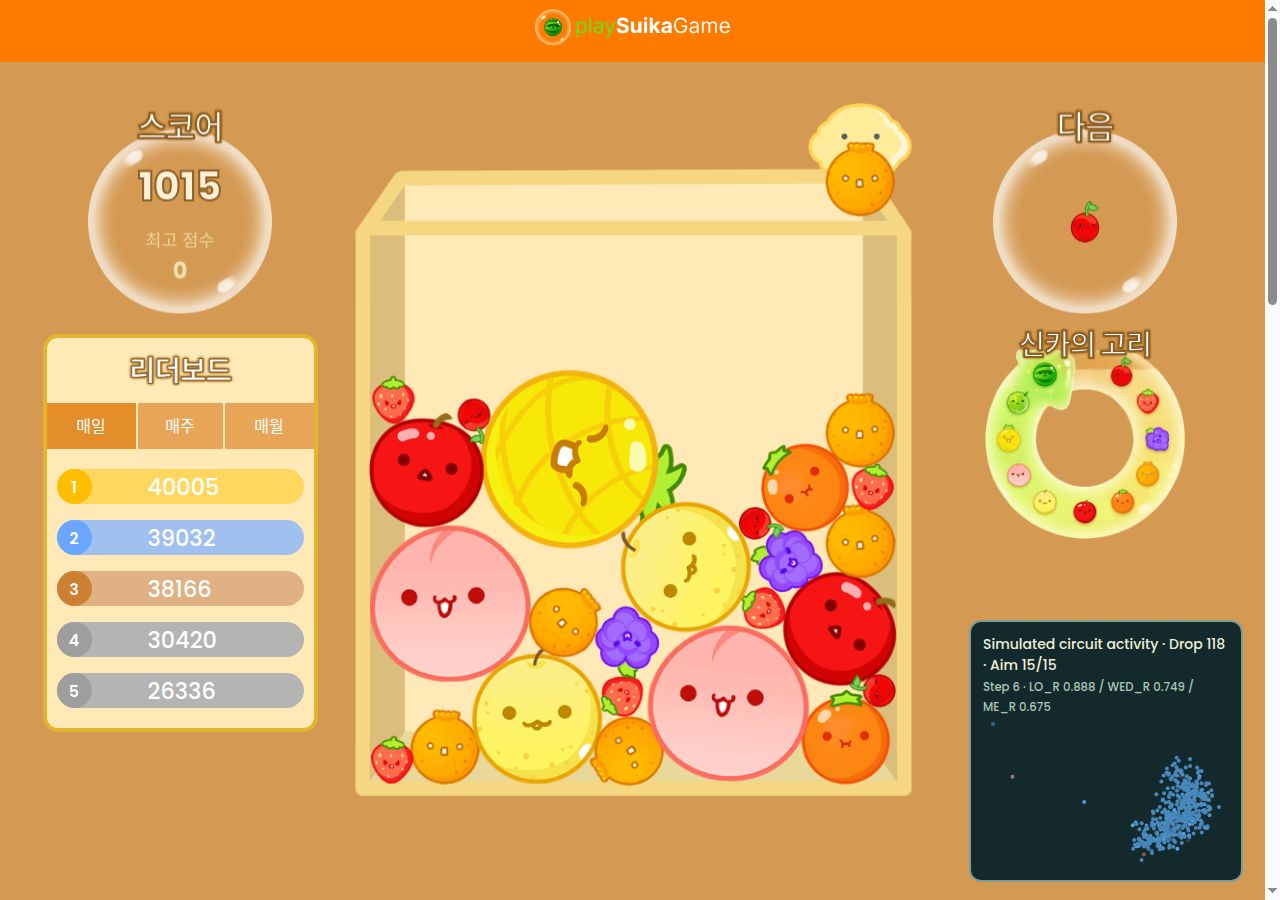 playSuikaGame
스코어
1015
최고 점수
0
리더보드
매일 매주 매월
1 40005
2 39032
3 38166
4 30420
5 26336
다음
신카의 고리
Simulated circuit activity · Drop 118
· Aim 15/15
Step 6 · LO_R 0.888 / WED_R 0.749 /
ME_R 0.675